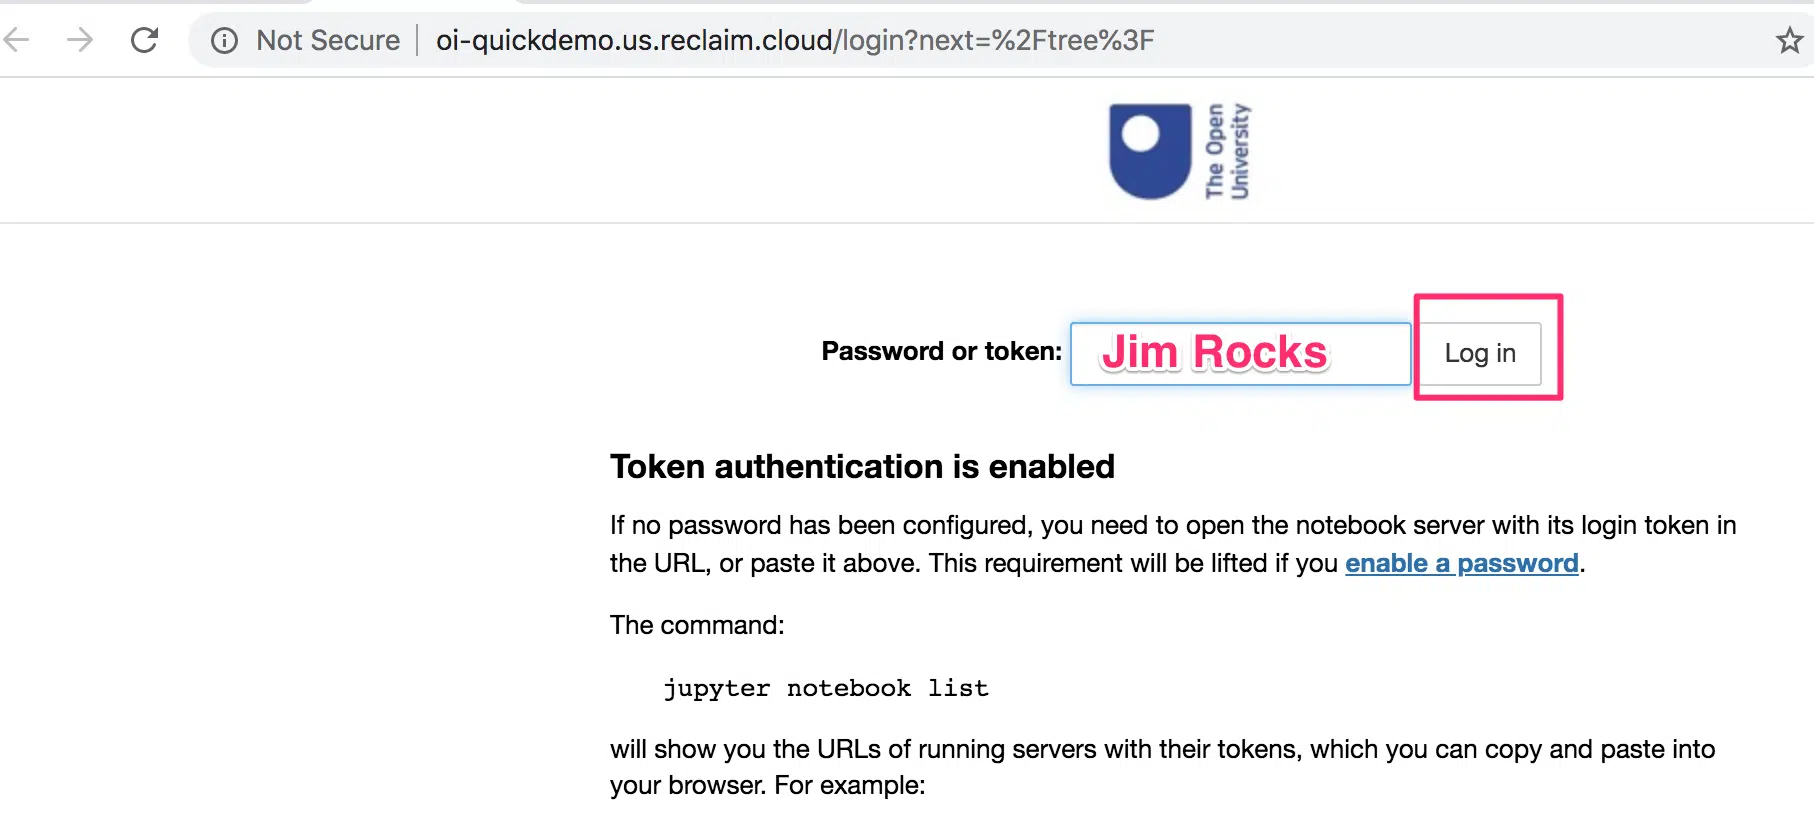 Not Secure | oi-quickdemo.us.reclaim.cloud/login?next=%2Ftree%3F
The Open
University
Password or token: Jim Rocks Log in
Token authentication is enabled
If no password has been configured, you need to open the notebook server with its login token in
the URL, or paste it above. This requirement will be lifted if you enable a password.
The command:
jupyter notebook list
will show you the URLs of running servers with their tokens, which you can copy and paste into
your browser. For example: